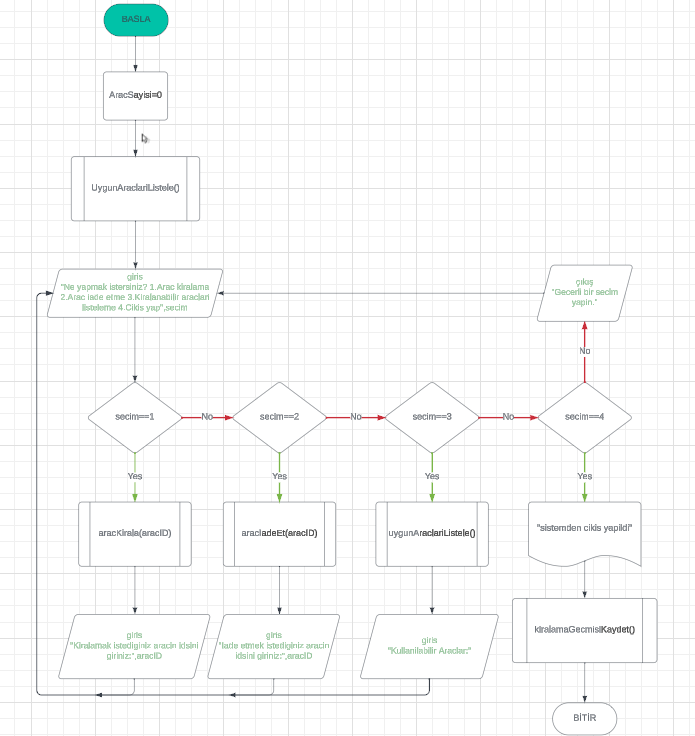 BAŞLA
AracSayisi=0
UygunAraclariListele()
giris
"Ne yapmak istersiniz? 1.Arac kiralama
2.Arac iade etme 3.Kiralanabilir araclari
listeleme 4.Cikis yap",secim
çıkış
"Gecerli bir secim
yapin."
No
secim==1
No
secim==2
No
secim==3
No
secim==4
Yes
Yes
Yes
Yes
aracKirala(aracID)
aracIadeEt(aracID)
uygunAraclariListele()
"sistemden cikis yapildi"
giris
"Kiralamak istediginiz aracin idsini
giriniz:",aracID
giris
"Iade etmek istediginiz aracin
idsini giriniz:",aracID
giris
"Kullanilabilir Araclar:"
kiralamaGecmisiKaydet()
BİTİR